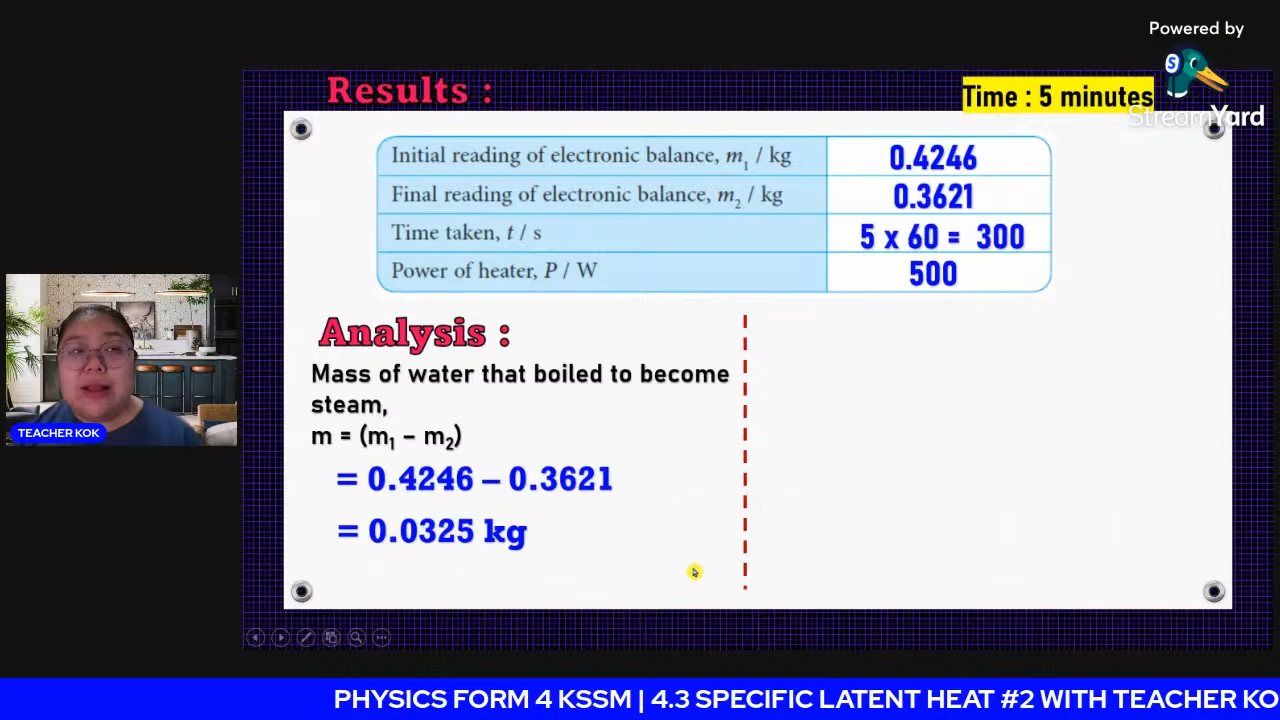 Powered by
StreamYard
Results :
Time : 5 minutes
Initial reading of electronic balance, m₁ / kg 0.4246
Final reading of electronic balance, m₂ / kg 0.3621
Time taken, t / s 5 x 60 = 300
Power of heater, P / W 500
Analysis :
Mass of water that boiled to become
steam,
m = (m₁ – m₂)
= 0.4246 – 0.3621
= 0.0325 kg
TEACHER KOK
PHYSICS FORM 4 KSSM | 4.3 SPECIFIC LATENT HEAT #2 WITH TEACHER KO